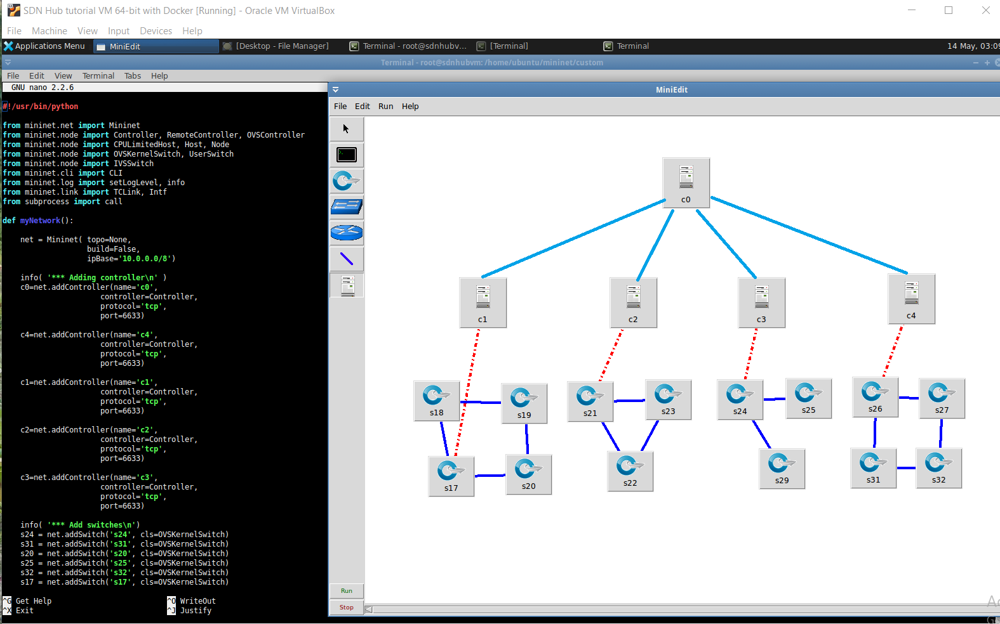 SDN Hub tutorial VM 64-bit with Docker [Running] - Oracle VM VirtualBox
File Machine View Input Devices Help
Applications Menu MiniEdit [Desktop - File Manager] Terminal - root@sdnhubv... [Terminal] Terminal 14 May, 03:09
Terminal - root@sdnhubvm: /home/ubuntu/mininet/custom
File Edit View Terminal Tabs Help
GNU nano 2.2.6
#!/usr/bin/python
from mininet.net import Mininet
from mininet.node import Controller, RemoteController, OVSController
from mininet.node import CPULimitedHost, Host, Node
from mininet.node import OVSKernelSwitch, UserSwitch
from mininet.node import IVSSwitch
from mininet.cli import CLI
from mininet.log import setLogLevel, info
from mininet.link import TCLink, Intf
from subprocess import call
def myNetwork():
net = Mininet( topo=None,
build=False,
ipBase='10.0.0.0/8')
info( '*** Adding controller\n' )
c0=net.addController(name='c0',
controller=Controller,
protocol='tcp',
port=6633)
c4=net.addController(name='c4',
controller=Controller,
protocol='tcp',
port=6633)
c1=net.addController(name='c1',
controller=Controller,
protocol='tcp',
port=6633)
c2=net.addController(name='c2',
controller=Controller,
protocol='tcp',
port=6633)
c3=net.addController(name='c3',
controller=Controller,
protocol='tcp',
port=6633)
info( '*** Add switches\n')
s24 = net.addSwitch('s24', cls=OVSKernelSwitch)
s31 = net.addSwitch('s31', cls=OVSKernelSwitch)
s20 = net.addSwitch('s20', cls=OVSKernelSwitch)
s25 = net.addSwitch('s25', cls=OVSKernelSwitch)
s32 = net.addSwitch('s32', cls=OVSKernelSwitch)
s17 = net.addSwitch('s17', cls=OVSKernelSwitch)
^G Get Help ^O WriteOut
^X Exit ^J Justify
MiniEdit
File Edit Run Help
c0
c1 c2 c3 c4
s18 s19 s21 s23 s24 s25 s26 s27
s17 s20 s22 s29 s31 s32
Run
Stop